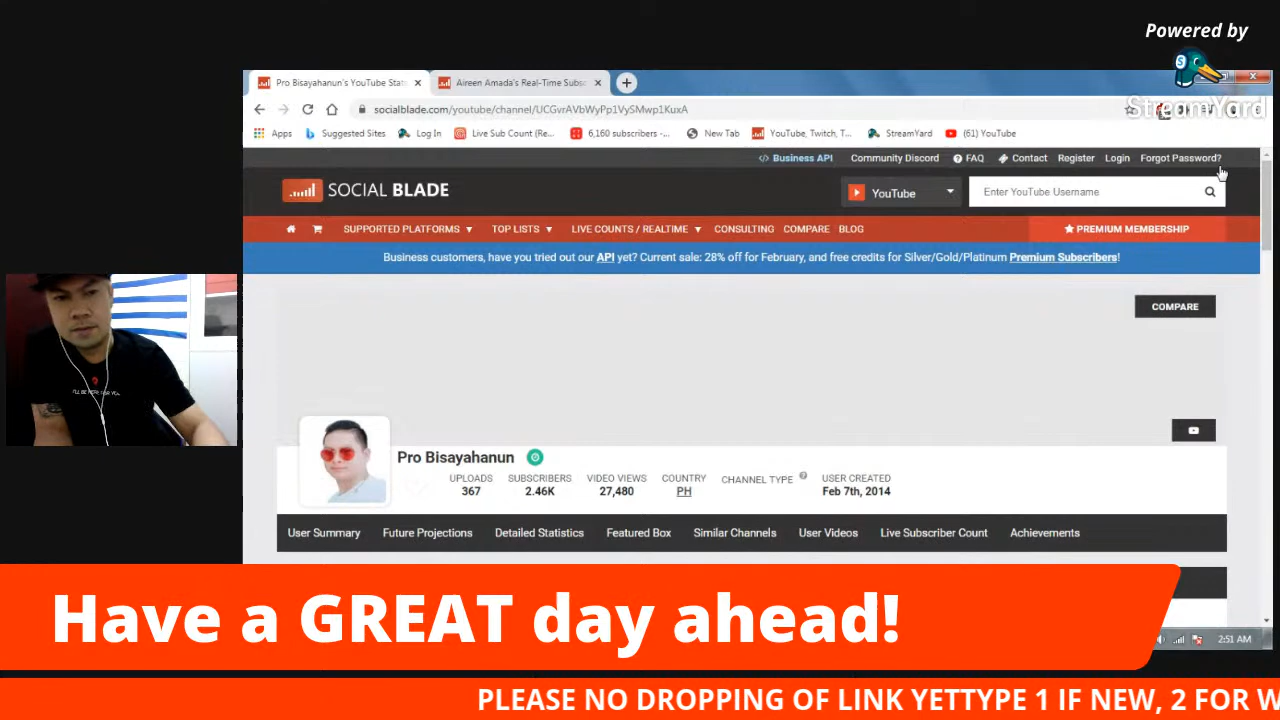 Powered by
StreamYard
Pro Bisayahanun's YouTube Stat
Aireen Amada's Real-Time Subsc
socialblade.com/youtube/channel/UCGvrAVbWyPp1VySMwp1KuxA
Apps Suggested Sites Log In Live Sub Count (Re... 6,160 subscribers -... New Tab YouTube, Twitch, T... StreamYard (61) YouTube
Business API Community Discord FAQ Contact Register Login Forgot Password?
SOCIAL BLADE YouTube Enter YouTube Username
SUPPORTED PLATFORMS TOP LISTS LIVE COUNTS / REALTIME CONSULTING COMPARE BLOG PREMIUM MEMBERSHIP
Business customers, have you tried out our API yet? Current sale: 28% off for February, and free credits for Silver/Gold/Platinum Premium Subscribers!
COMPARE
Pro Bisayahanun
UPLOADS SUBSCRIBERS VIDEO VIEWS COUNTRY CHANNEL TYPE USER CREATED
367 2.46K 27,480 PH Feb 7th, 2014
User Summary Future Projections Detailed Statistics Featured Box Similar Channels User Videos Live Subscriber Count Achievements
Have a GREAT day ahead!
2:51 AM
PLEASE NO DROPPING OF LINK YETTYPE 1 IF NEW, 2 FOR W